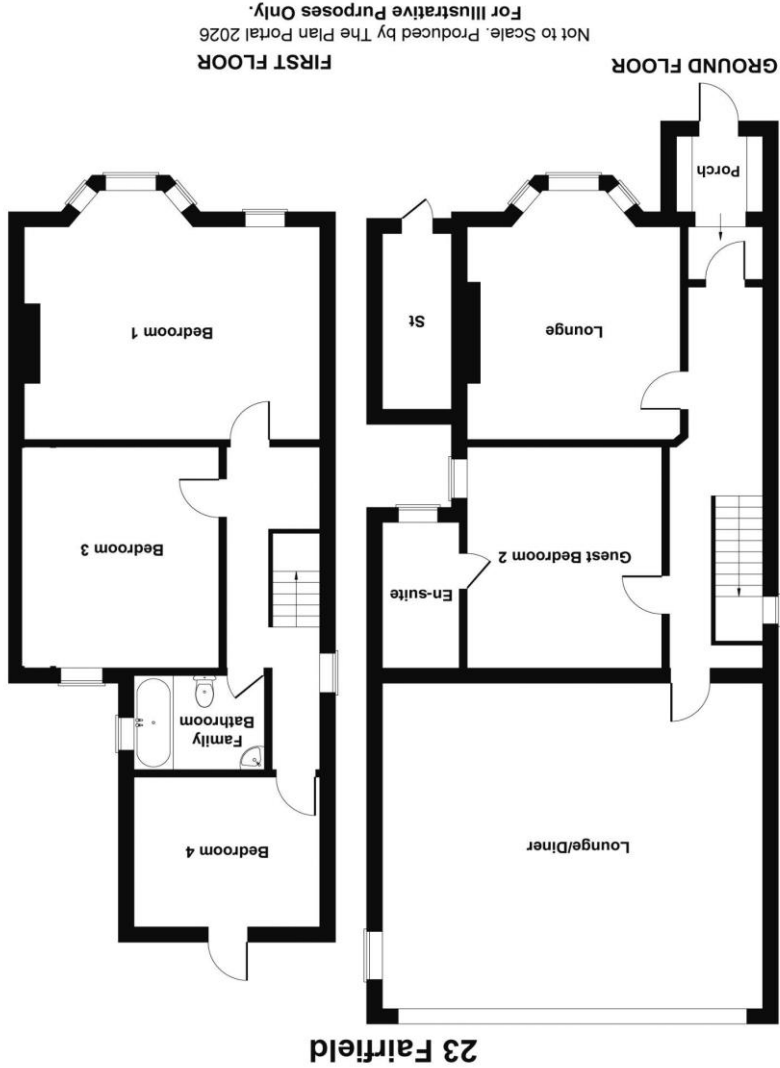 23 Fairfield
Lounge/Diner
Guest Bedroom 2
En-suite
Lounge
St
Porch
GROUND FLOOR
Bedroom 4
Family
Bathroom
Bedroom 3
Bedroom 1
FIRST FLOOR
Not to Scale. Produced by The Plan Portal 2026
For Illustrative Purposes Only.